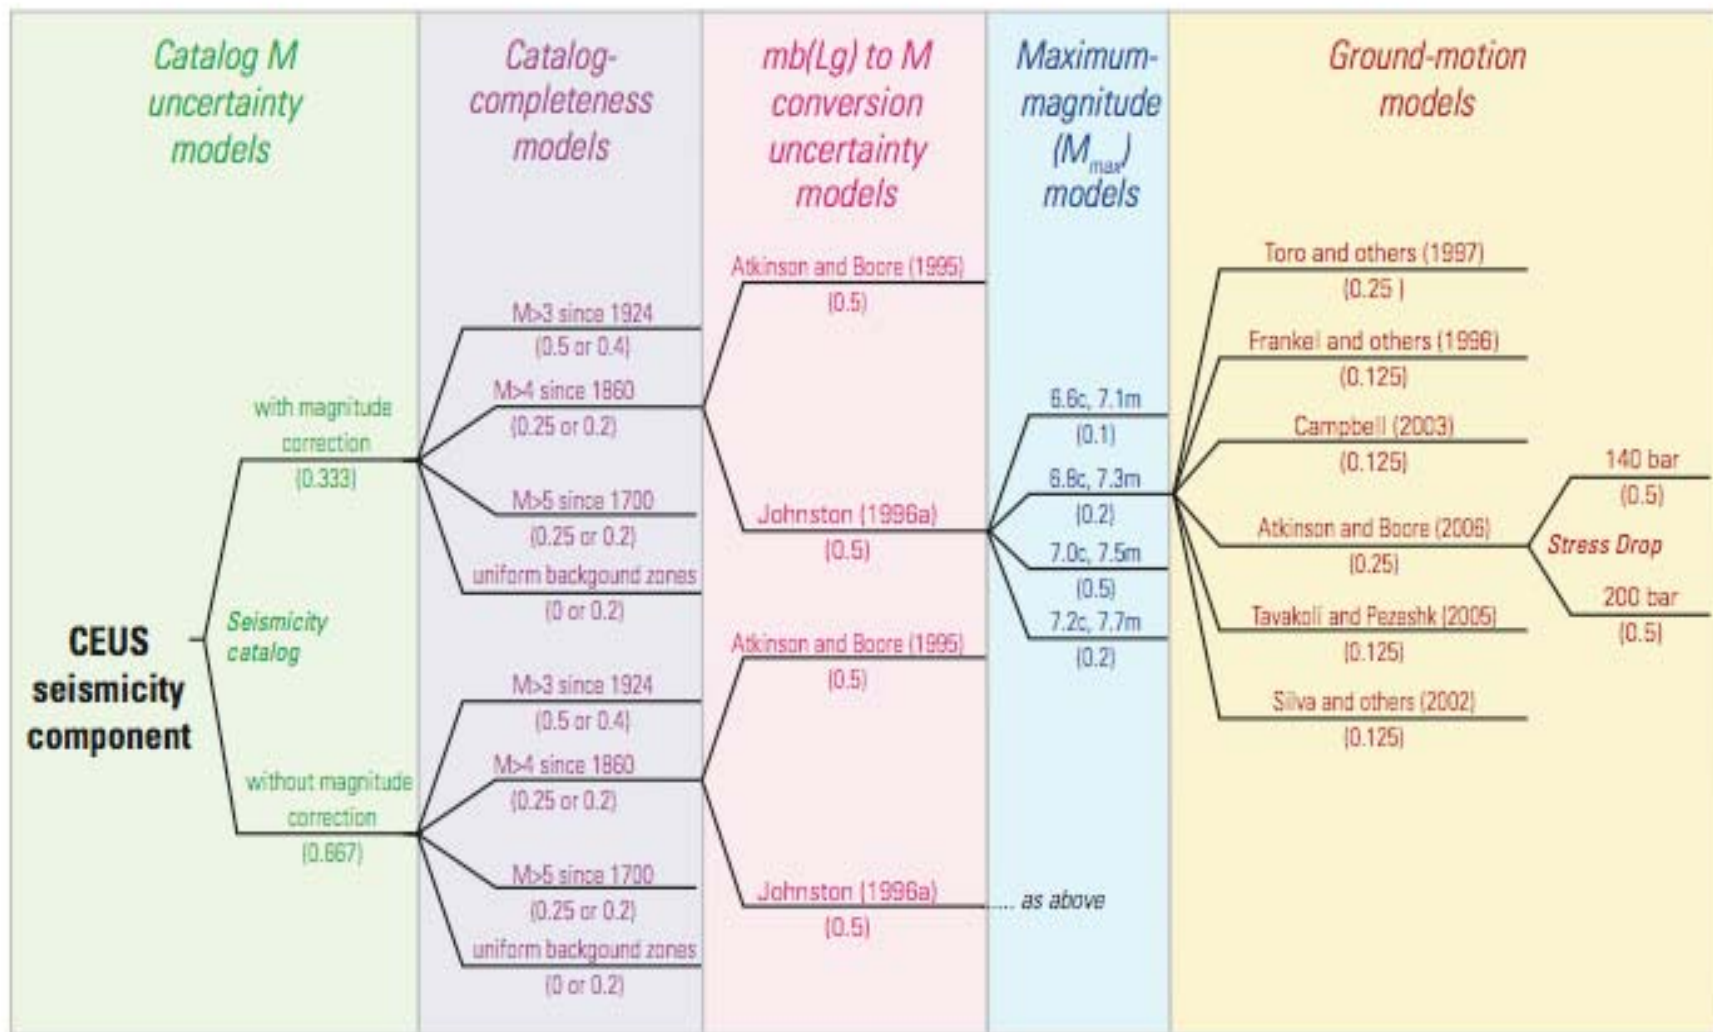 Catalog M
uncertainty
models
Catalog-
completeness
models
mb(Lg) to M
conversion
uncertainty
models
Maximum-
magnitude
(Mmax)
models
Ground-motion
models
CEUS
seismicity
component
Seismicity
catalog
with magnitude
correction
(0.333)
without magnitude
correction
(0.667)
M>3 since 1924
(0.5 or 0.4)
M>4 since 1860
(0.25 or 0.2)
M>5 since 1700
(0.25 or 0.2)
uniform backgound zones
(0 or 0.2)
M>3 since 1924
(0.5 or 0.4)
M>4 since 1860
(0.25 or 0.2)
M>5 since 1700
(0.25 or 0.2)
uniform backgound zones
(0 or 0.2)
Atkinson and Boore (1995)
(0.5)
Johnston (1996a)
(0.5)
Atkinson and Boore (1995)
(0.5)
Johnston (1996a)
(0.5)
6.6c, 7.1m
(0.1)
6.8c, 7.3m
(0.2)
7.0c, 7.5m
(0.5)
7.2c, 7.7m
(0.2)
..... as above
Toro and others (1997)
(0.25 )
Frankel and others (1996)
(0.125)
Campbell (2003)
(0.125)
Atkinson and Boore (2006)
(0.25)
Tavakoli and Pezeshk (2005)
(0.125)
Silva and others (2002)
(0.125)
140 bar
(0.5)
Stress Drop
200 bar
(0.5)